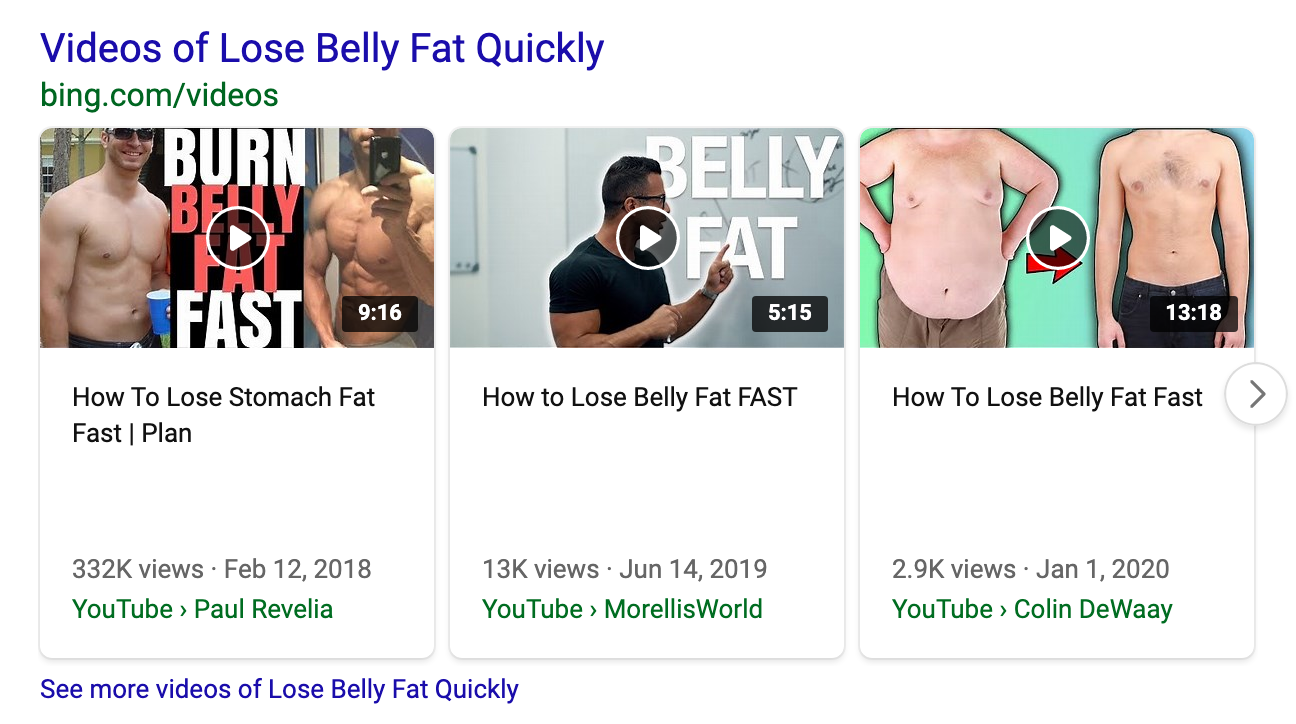 Videos of Lose Belly Fat Quickly
bing.com/videos
BURN
BELLY
FAT
FAST
9:16
BELLY
FAT
5:15
13:18
How To Lose Stomach Fat
Fast | Plan
332K views · Feb 12, 2018
YouTube › Paul Revelia
How to Lose Belly Fat FAST
13K views · Jun 14, 2019
YouTube › MorellisWorld
How To Lose Belly Fat Fast
2.9K views · Jan 1, 2020
YouTube › Colin DeWaay
See more videos of Lose Belly Fat Quickly